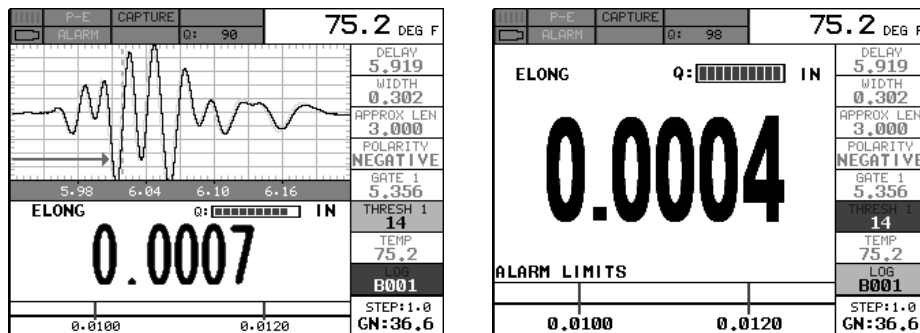 P-E CAPTURE 75.2 DEG F
ALARM Q: 90
DELAY
5.919
WIDTH
0.302
APPROX LEN
3.000
POLARITY
NEGATIVE
GATE 1
5.356
5.98 6.04 6.10 6.16
ELONG Q: IN
0.0007
THRESH 1
14
TEMP
75.2
LOG
B001
0.0100 0.0120
STEP:1.0
GN:36.6
P-E CAPTURE 75.2 DEG F
ALARM Q: 98
ELONG Q: IN
0.0004
DELAY
5.919
WIDTH
0.302
APPROX LEN
3.000
POLARITY
NEGATIVE
GATE 1
5.356
THRESH 1
14
TEMP
75.2
LOG
B001
ALARM LIMITS
0.0100 0.0120
STEP:1.0
GN:36.6